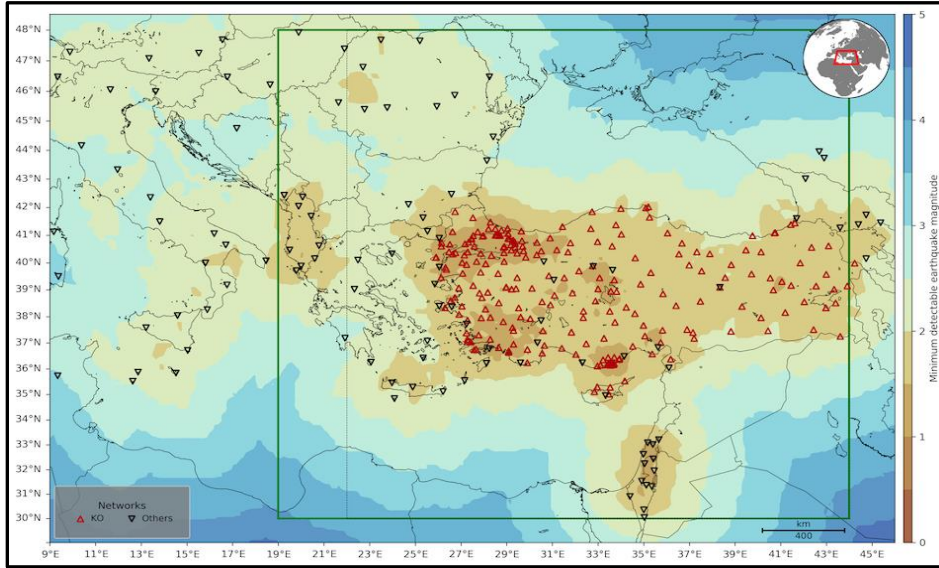 48°N
46°N
45°N
44°N
43°N
42°N
41°N
40°N
39°N
38°N
37°N
36°N
35°N
33°N
32°N
31°N
30°N
9°E 11°E 13°E 15°E 17°E 19°E 21°E 23°E 25°E 27°E 29°E 31°E 33°E 35°E 37°E 39°E 41°E 43°E 45°E
Networks
KO Others
km
400
5
4
3
2
1
0
Minimum detectable earthquake magnitude